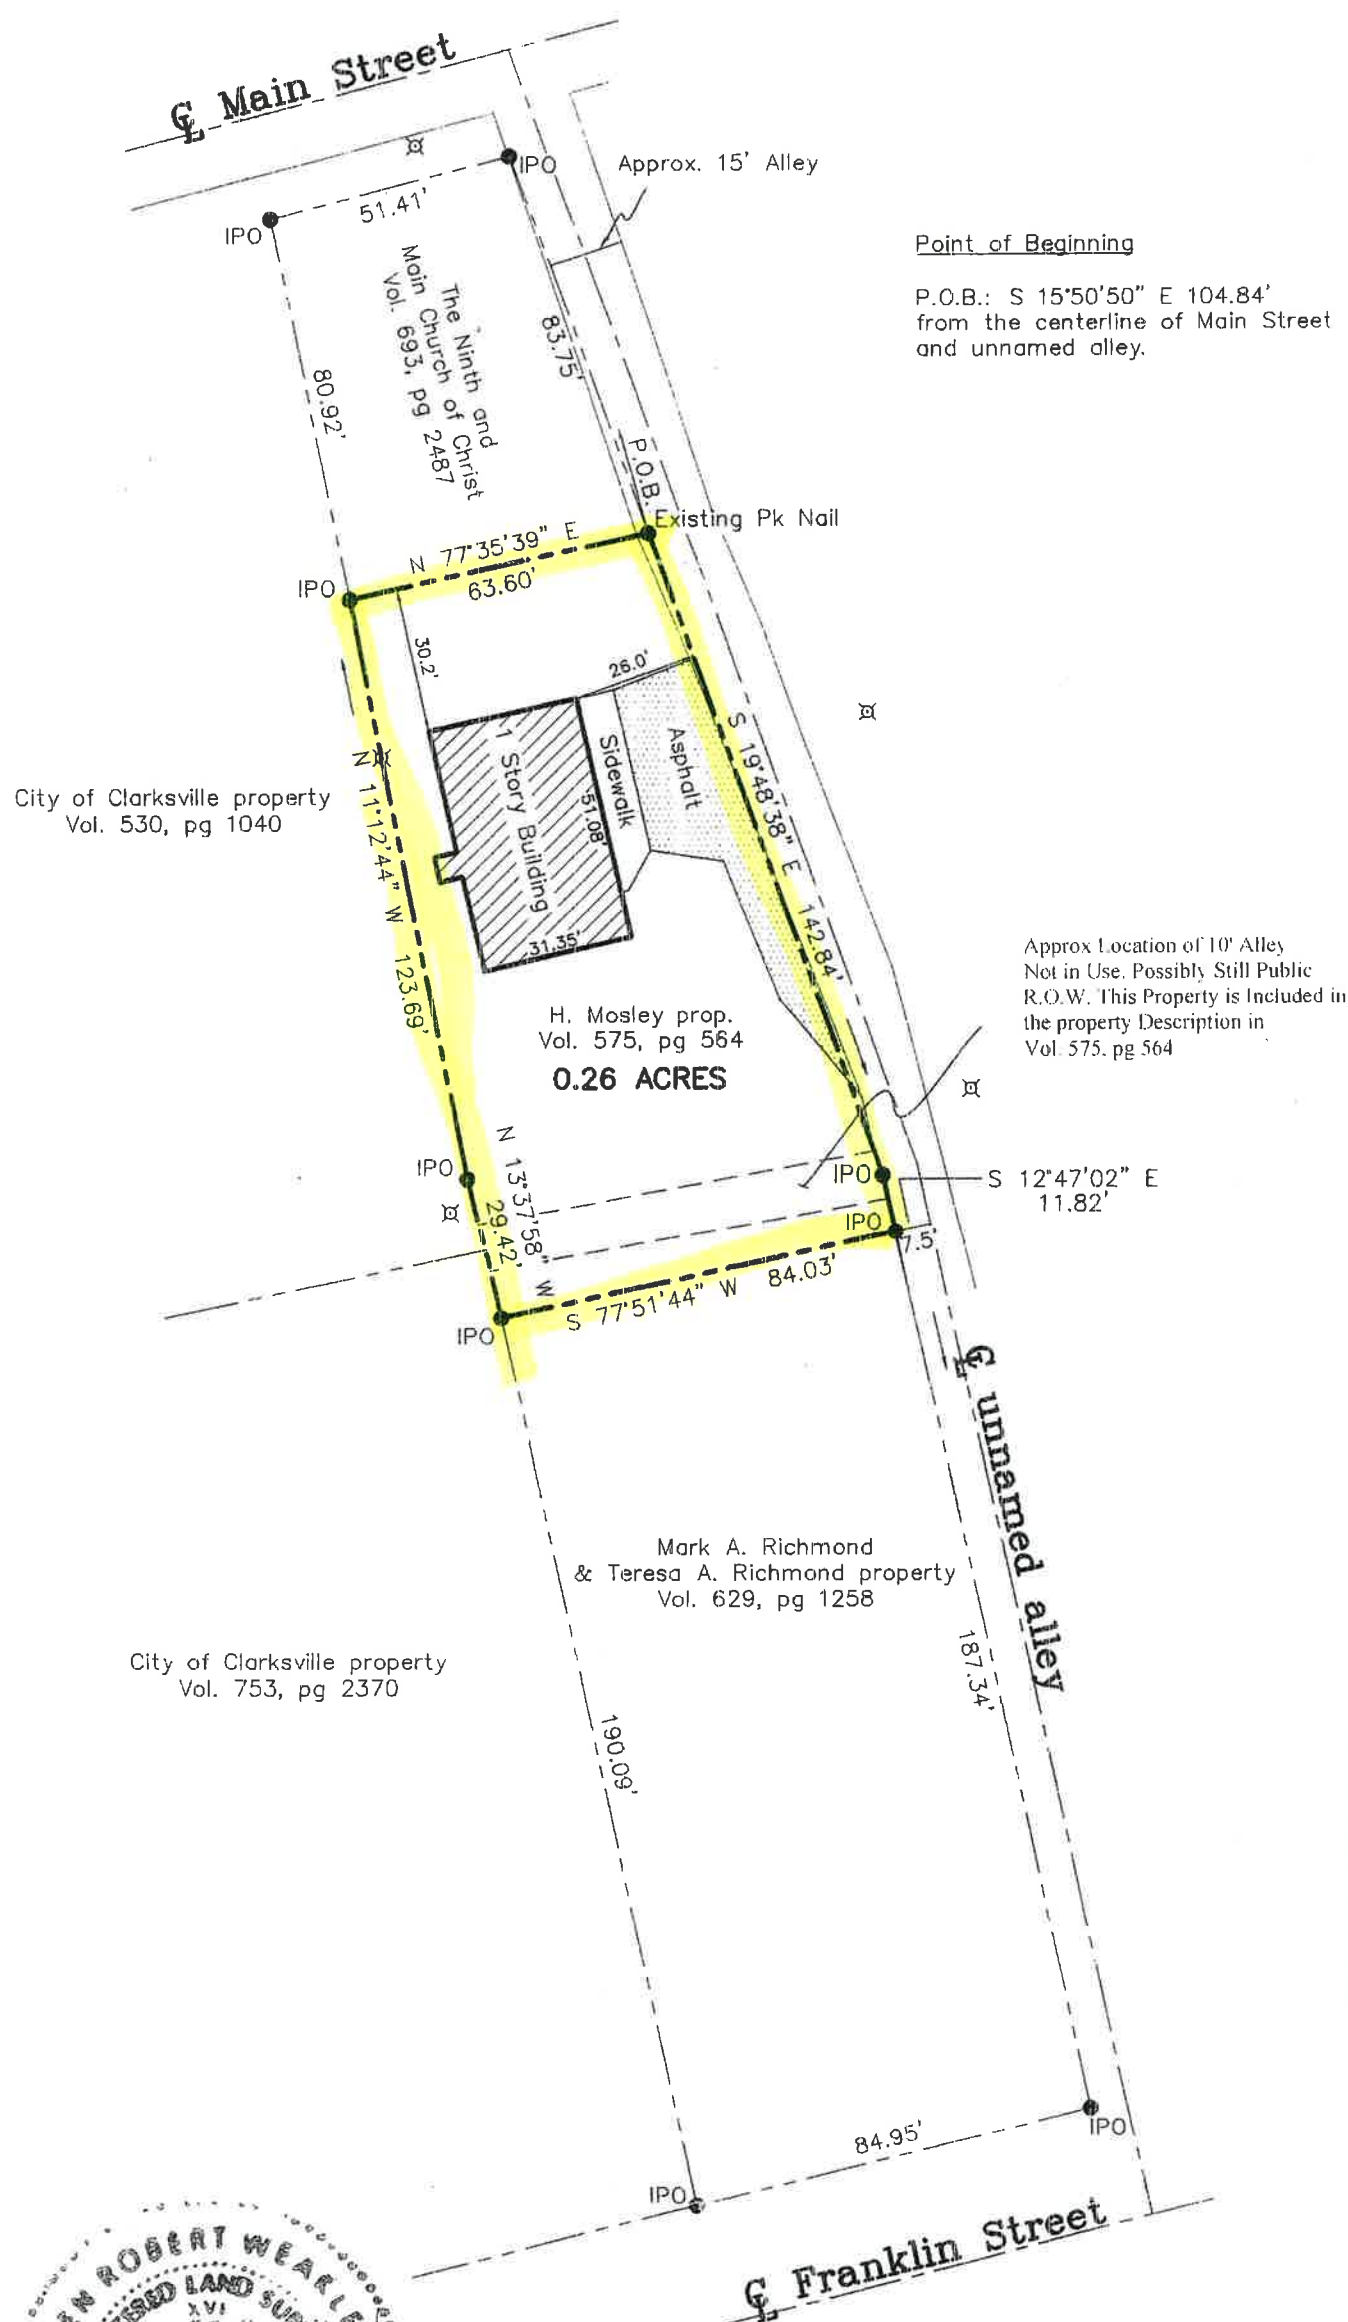 ℄ Main Street
IPO
Approx. 15' Alley
51.41'
IPO
Point of Beginning
P.O.B.: S 15°50'50" E 104.84'
from the centerline of Main Street
and unnamed alley.
The Ninth and
Main Church of Christ
Vol. 693, pg 2487
83.75'
80.92'
P.O.B.
Existing Pk Nail
N 77°35'39" E
63.60'
IPO
30.2'
26.0'
Sidewalk
Asphalt
1 Story Building
51.08'
31.35'
S 19°48'38" E 142.84'
City of Clarksville property
Vol. 530, pg 1040
N 11°12'44" W 123.69'
Approx Location of 10' Alley
Not in Use. Possibly Still Public
R.O.W. This Property is Included in
the property Description in
Vol. 575. pg 564
H. Mosley prop.
Vol. 575, pg 564
0.26 ACRES
IPO
N 13°37'58" W
29.42'
IPO
S 12°47'02" E
11.82'
IPO
7.5'
S 77°51'44" W 84.03'
IPO
℄ unnamed alley
Mark A. Richmond
& Teresa A. Richmond property
Vol. 629, pg 1258
187.34'
City of Clarksville property
Vol. 753, pg 2370
190.09'
84.95'
IPO
IPO
℄ Franklin Street
ROBERT WEAKLE
LAND SUR
XVI